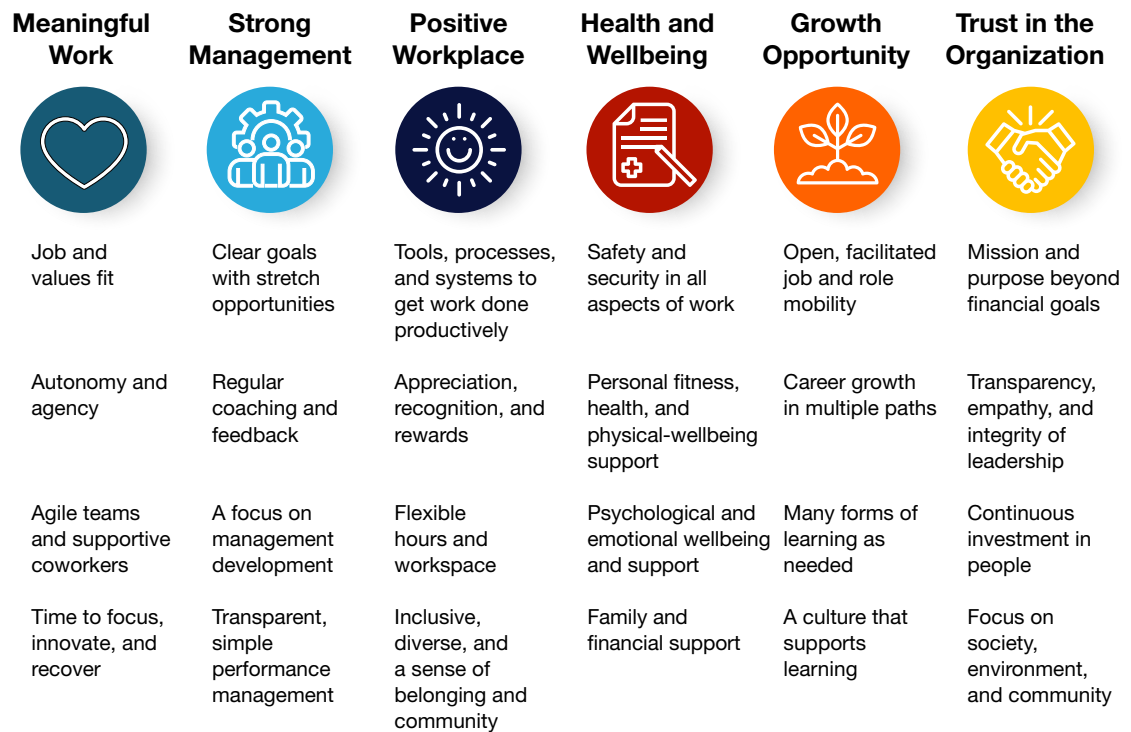 Meaningful
Work
Strong
Management
Positive
Workplace
Health and
Wellbeing
Growth
Opportunity
Trust in the
Organization
Job and
values fit
Clear goals
with stretch
opportunities
Tools, processes,
and systems to
get work done
productively
Safety and
security in all
aspects of work
Open, facilitated
job and role
mobility
Mission and
purpose beyond
financial goals
Autonomy and
agency
Regular
coaching and
feedback
Appreciation,
recognition, and
rewards
Personal fitness,
health, and
physical-wellbeing
support
Career growth
in multiple paths
Transparency,
empathy, and
integrity of
leadership
Agile teams
and supportive
coworkers
A focus on
management
development
Flexible
hours and
workspace
Psychological and
emotional wellbeing
and support
Many forms of
learning as
needed
Continuous
investment in
people
Time to focus,
innovate, and
recover
Transparent,
simple
performance
management
Inclusive,
diverse, and
a sense of
belonging and
community
Family and
financial support
A culture that
supports
learning
Focus on
society,
environment,
and community